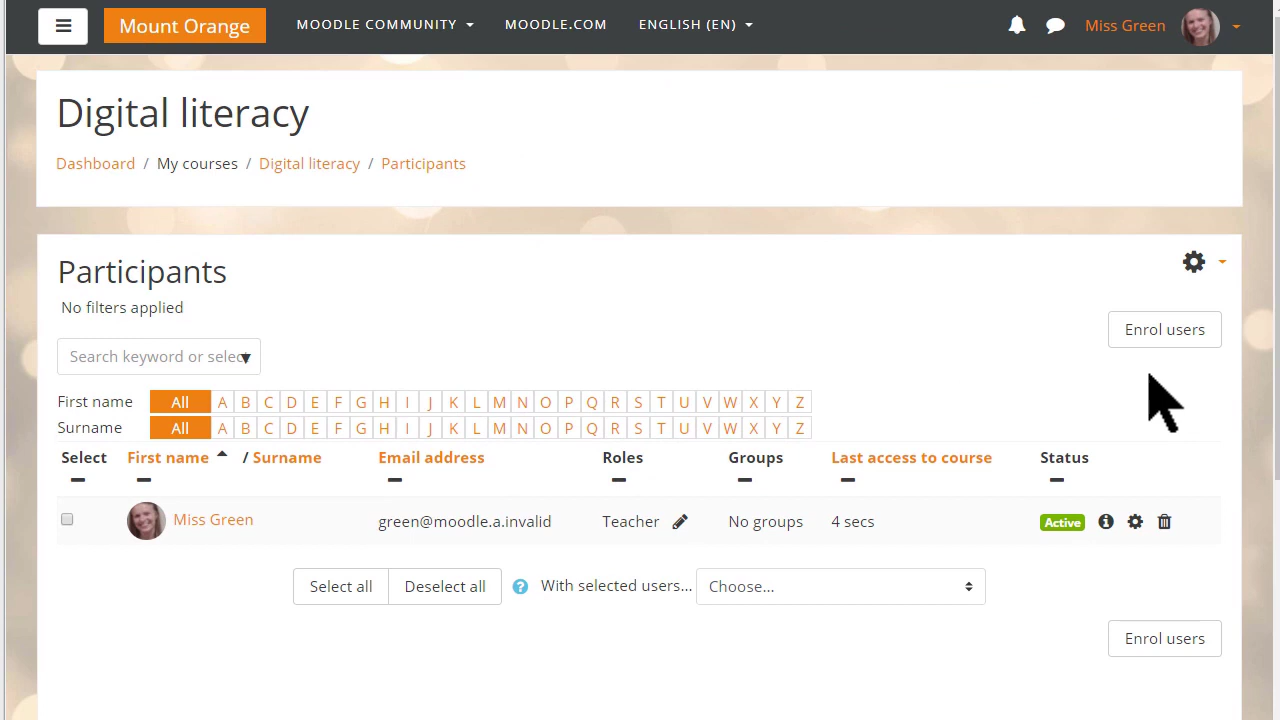 Mount Orange MOODLE COMMUNITY MOODLE.COM ENGLISH (EN) Miss Green
Digital literacy
Dashboard / My courses / Digital literacy / Participants
Participants
No filters applied
Enrol users
Search keyword or selec
First name All A B C D E F G H I J K L M N O P Q R S T U V W X Y Z
Surname All A B C D E F G H I J K L M N O P Q R S T U V W X Y Z
Select First name / Surname Email address Roles Groups Last access to course Status
Miss Green green@moodle.a.invalid Teacher No groups 4 secs Active
Select all Deselect all ? With selected users... Choose...
Enrol users